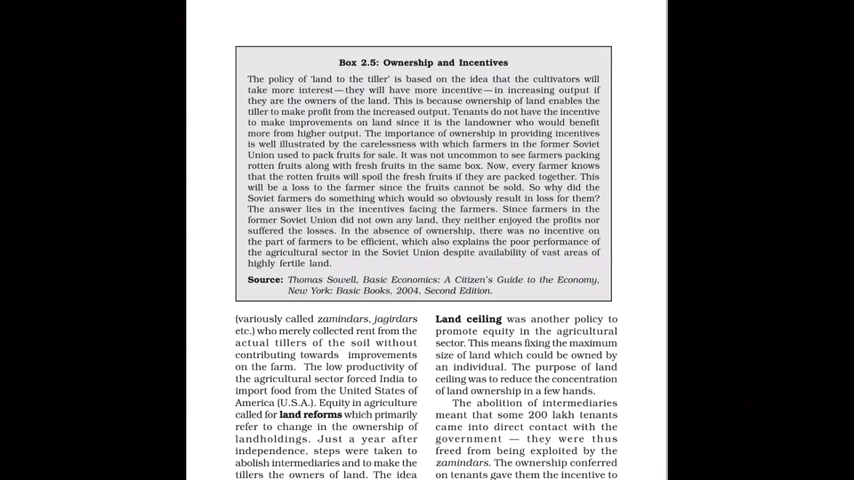 Box 2.5: Ownership and Incentives
The policy of 'land to the tiller' is based on the idea that the cultivators will
take more interest—they will have more incentive—in increasing output if
they are the owners of the land. This is because ownership of land enables the
tiller to make profit from the increased output. Tenants do not have the incentive
to make improvements on land since it is the landowner who would benefit
more from higher output. The importance of ownership in providing incentives
is well illustrated by the carelessness with which farmers in the former Soviet
Union used to pack fruits for sale. It was not uncommon to see farmers packing
rotten fruits along with fresh fruits in the same box. Now, every farmer knows
that the rotten fruits will spoil the fresh fruits if they are packed together. This
will be a loss to the farmer since the fruits cannot be sold. So why did the
Soviet farmers do something which would so obviously result in loss for them?
The answer lies in the incentives facing the farmers. Since farmers in the
former Soviet Union did not own any land, they neither enjoyed the profits nor
suffered the losses. In the absence of ownership, there was no incentive on
the part of farmers to be efficient, which also explains the poor performance of
the agricultural sector in the Soviet Union despite availability of vast areas of
highly fertile land.
Source: Thomas Sowell, Basic Economics: A Citizen's Guide to the Economy,
New York: Basic Books, 2004, Second Edition.
(variously called zamindars, jagirdars
etc.) who merely collected rent from the
actual tillers of the soil without
contributing towards improvements
on the farm. The low productivity of
the agricultural sector forced India to
import food from the United States of
America (U.S.A.). Equity in agriculture
called for land reforms which primarily
refer to change in the ownership of
landholdings. Just a year after
independence, steps were taken to
abolish intermediaries and to make the
tillers the owners of land. The idea
Land ceiling was another policy to
promote equity in the agricultural
sector. This means fixing the maximum
size of land which could be owned by
an individual. The purpose of land
ceiling was to reduce the concentration
of land ownership in a few hands.
The abolition of intermediaries
meant that some 200 lakh tenants
came into direct contact with the
government — they were thus
freed from being exploited by the
zamindars. The ownership conferred
on tenants gave them the incentive to